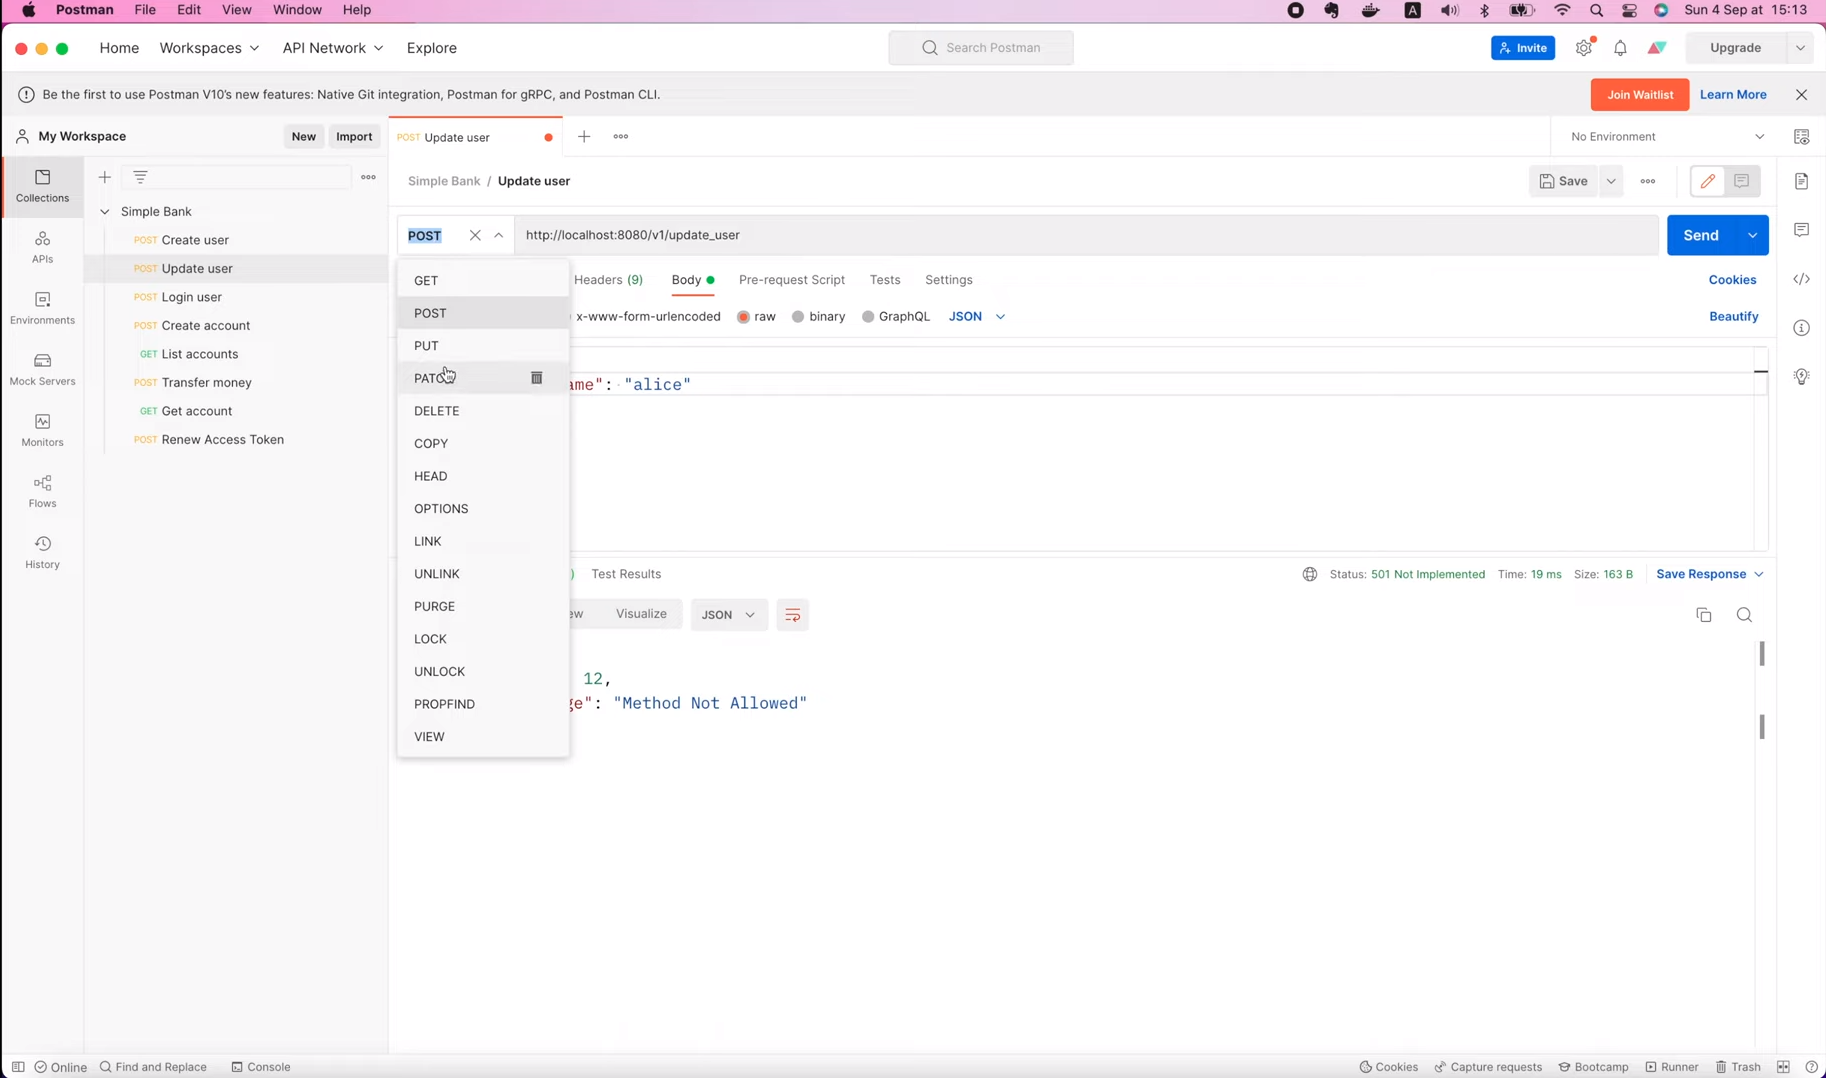 Postman File Edit View Window Help
A Sun 4 Sep at 15:13
Home Workspaces API Network Explore
Search Postman
Invite Upgrade
Be the first to use Postman V10's new features: Native Git integration, Postman for gRPC, and Postman CLI.
Join Waitlist Learn More
My Workspace New Import
POST Update user
No Environment
Collections
APIs
Environments
Mock Servers
Monitors
Flows
History
Simple Bank
POST Create user
POST Update user
POST Login user
POST Create account
GET List accounts
POST Transfer money
GET Get account
POST Renew Access Token
Simple Bank / Update user
Save
POST http://localhost:8080/v1/update_user
Send
Headers (9) Body Pre-request Script Tests Settings
Cookies
x-www-form-urlencoded raw binary GraphQL JSON
Beautify
GET
POST
PUT
PATCH
DELETE
COPY
HEAD
OPTIONS
LINK
UNLINK
PURGE
LOCK
UNLOCK
PROPFIND
VIEW
ame": "alice"
) Test Results
Status: 501 Not Implemented Time: 19 ms Size: 163 B Save Response
ew Visualize JSON
12,
ge": "Method Not Allowed"
Online Find and Replace Console
Cookies Capture requests Bootcamp Runner Trash